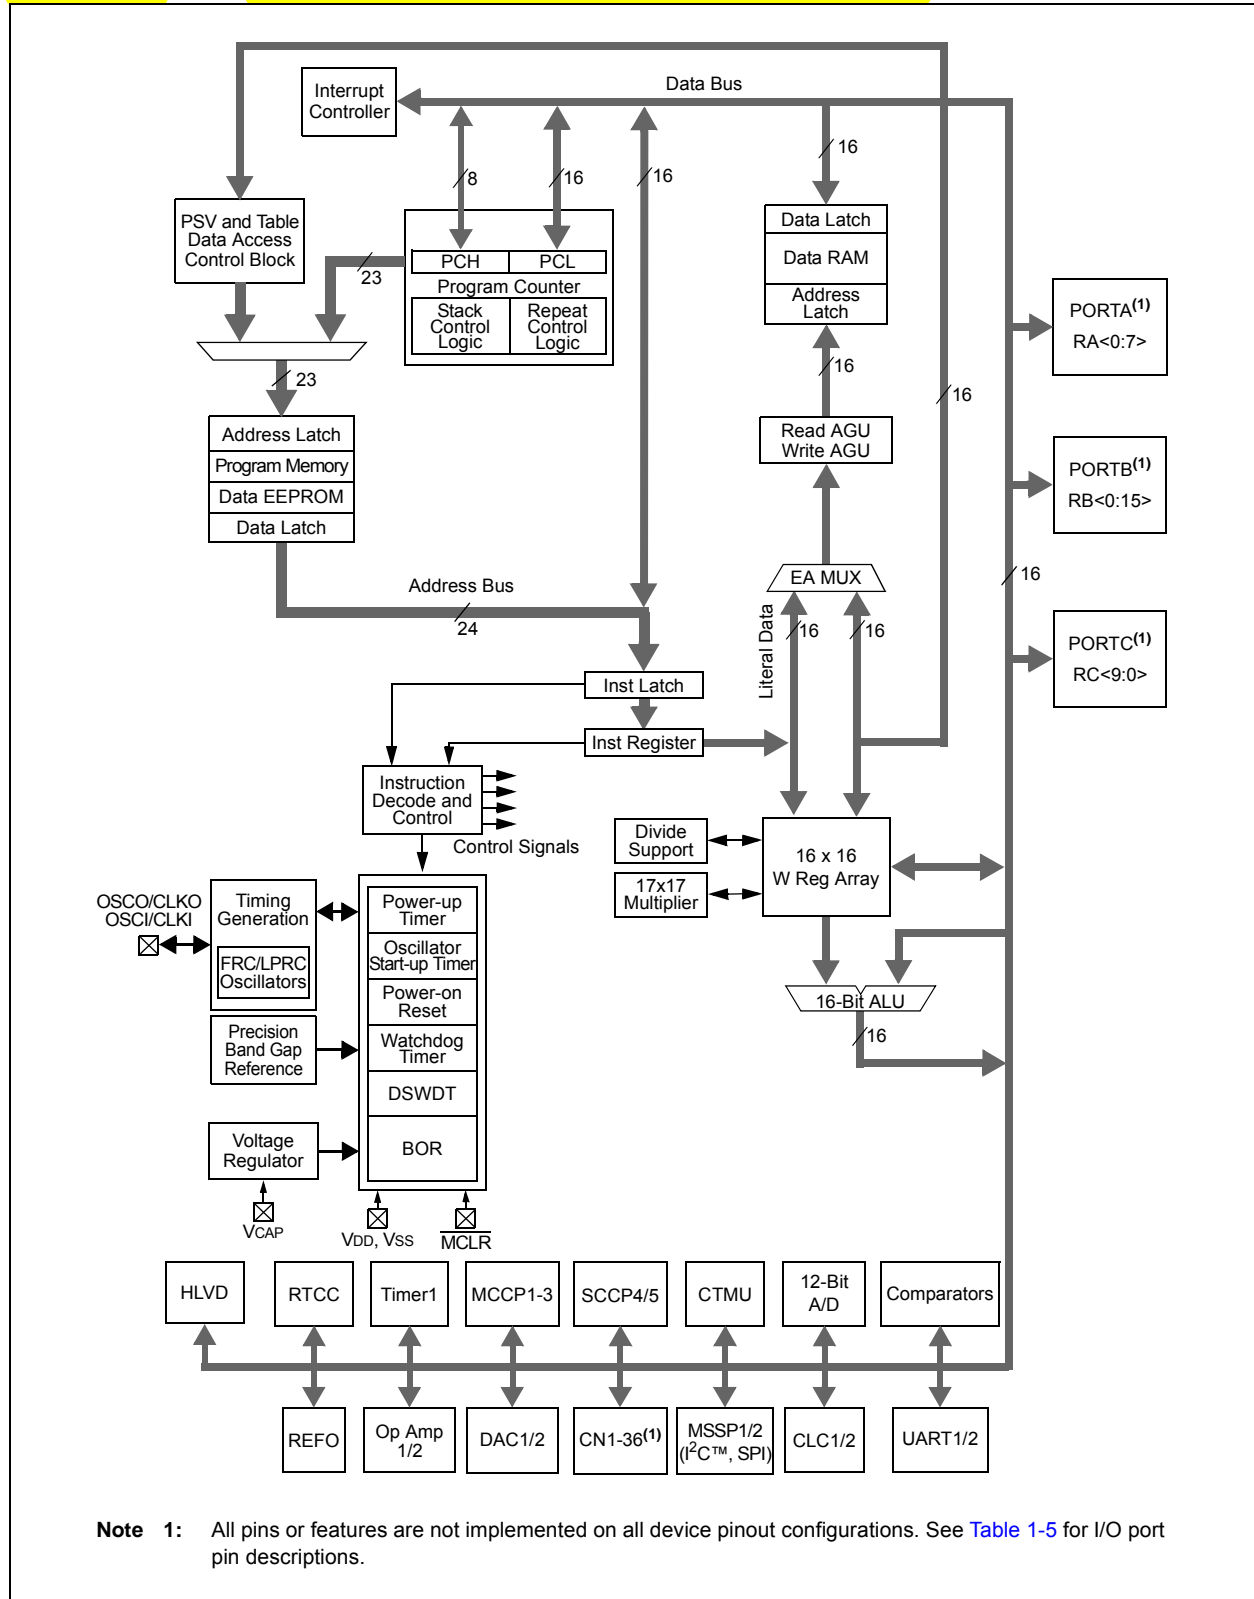 Data Bus
Interrupt
Controller
16
8
16
16
PSV and Table
Data Access
Control Block
Data Latch
Data RAM
Address
Latch
23
PCH
PCL
Program Counter
Stack
Control
Logic
Repeat
Control
Logic
PORTA(1)
RA<0:7>
23
16
16
Address Latch
Program Memory
Data EEPROM
Data Latch
Read AGU
Write AGU
PORTB(1)
RB<0:15>
EA MUX
16
Address Bus
24
Literal Data
16
16
PORTC(1)
RC<9:0>
Inst Latch
Inst Register
Instruction
Decode and
Control
Control Signals
Divide
Support
16 x 16
W Reg Array
17x17
Multiplier
OSCO/CLKO
OSCI/CLKI
Timing
Generation
FRC/LPRC
Oscillators
Power-up
Timer
Oscillator
Start-up Timer
Power-on
Reset
Watchdog
Timer
DSWDT
BOR
16-Bit ALU
16
Precision
Band Gap
Reference
Voltage
Regulator
VCAP
VDD, VSS
MCLR
HLVD
RTCC
Timer1
MCCP1-3
SCCP4/5
CTMU
12-Bit
A/D
Comparators
REFO
Op Amp
1/2
DAC1/2
CN1-36(1)
MSSP1/2
(I2C™, SPI)
CLC1/2
UART1/2
Note 1: All pins or features are not implemented on all device pinout configurations. See Table 1-5 for I/O port
pin descriptions.